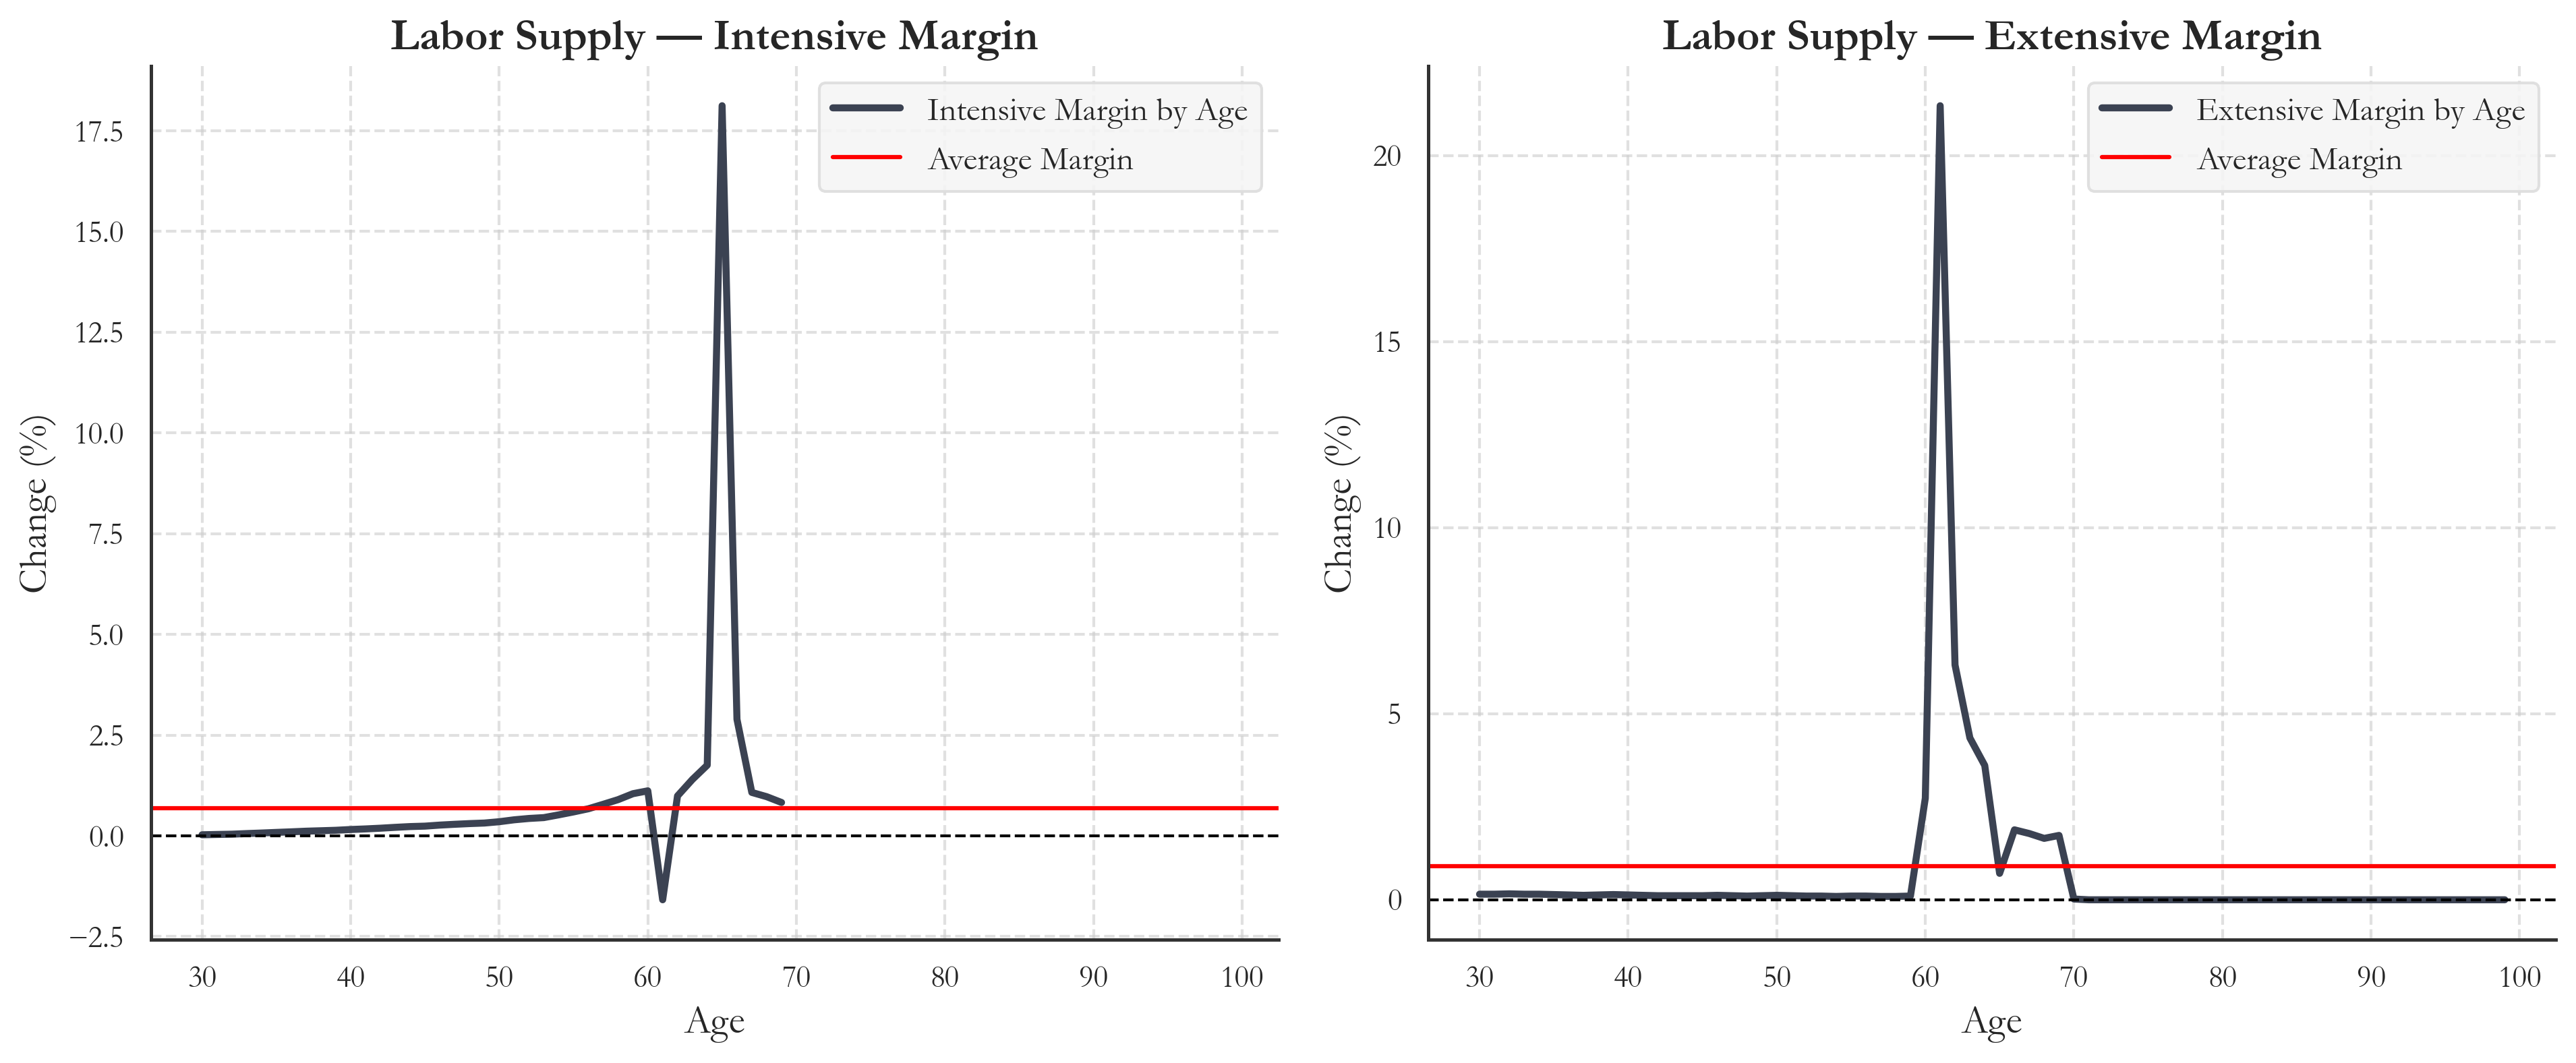 Labor Supply — Intensive Margin
Intensive Margin by Age
Average Margin
Change (%)
17.5
15.0
12.5
10.0
7.5
5.0
2.5
0.0
−2.5
30 40 50 60 70 80 90 100
Age
Labor Supply — Extensive Margin
Extensive Margin by Age
Average Margin
Change (%)
20
15
10
5
0
30 40 50 60 70 80 90 100
Age